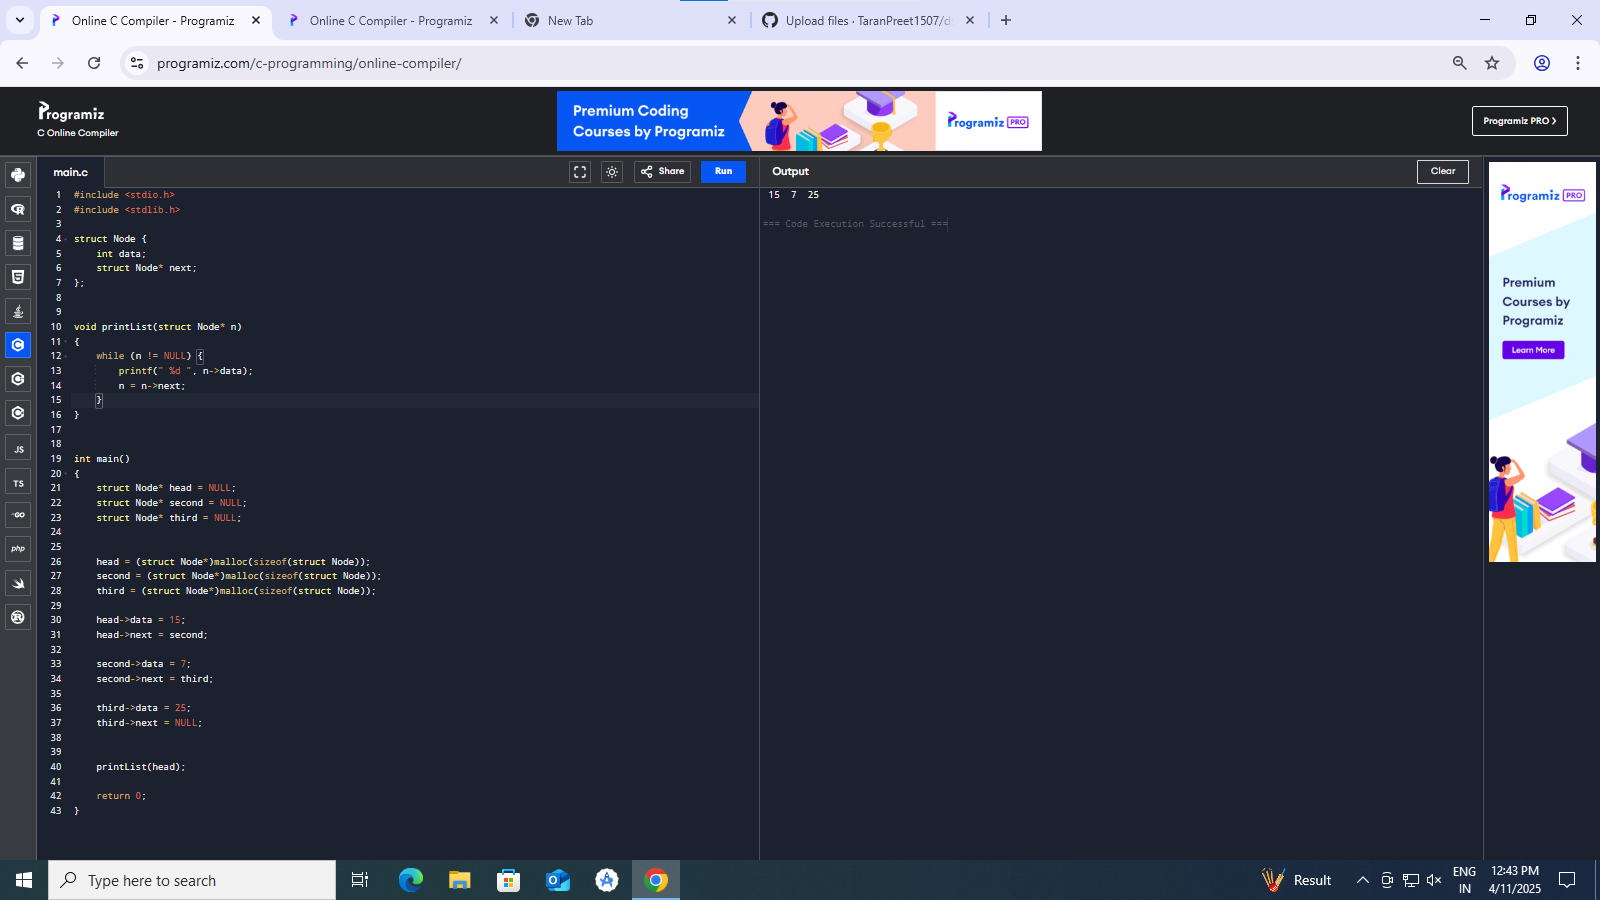 Online C Compiler - Programiz
Online C Compiler - Programiz
New Tab
Upload files · TaranPreet1507/d
programiz.com/c-programming/online-compiler/
Programiz
C Online Compiler
Premium Coding
Courses by Programiz
Programiz PRO
Programiz PRO >
main.c
Share
Run
Output
Clear
1 #include <stdio.h>
2 #include <stdlib.h>
3
4 struct Node {
5     int data;
6     struct Node* next;
7 };
8
9
10 void printList(struct Node* n)
11 {
12     while (n != NULL) {
13         printf(" %d ", n->data);
14         n = n->next;
15     }
16 }
17
18
19 int main()
20 {
21     struct Node* head = NULL;
22     struct Node* second = NULL;
23     struct Node* third = NULL;
24
25
26     head = (struct Node*)malloc(sizeof(struct Node));
27     second = (struct Node*)malloc(sizeof(struct Node));
28     third = (struct Node*)malloc(sizeof(struct Node));
29
30     head->data = 15;
31     head->next = second;
32
33     second->data = 7;
34     second->next = third;
35
36     third->data = 25;
37     third->next = NULL;
38
39
40     printList(head);
41
42     return 0;
43 }
15  7  25
=== Code Execution Successful ===
Programiz PRO
Premium
Courses by
Programiz
Learn More
JS
TS
GO
php
Type here to search
Result
ENG
IN
12:43 PM
4/11/2025